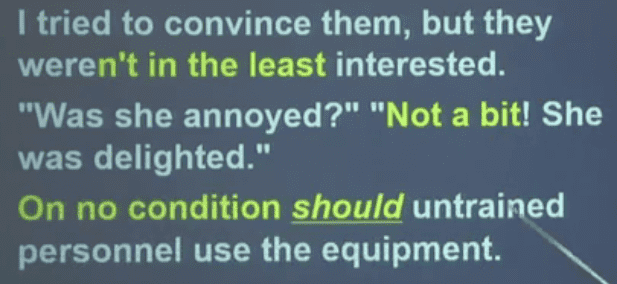 I tried to convince them, but they
weren't in the least interested.
"Was she annoyed?" "Not a bit! She
was delighted."
On no condition should untrained
personnel use the equipment.